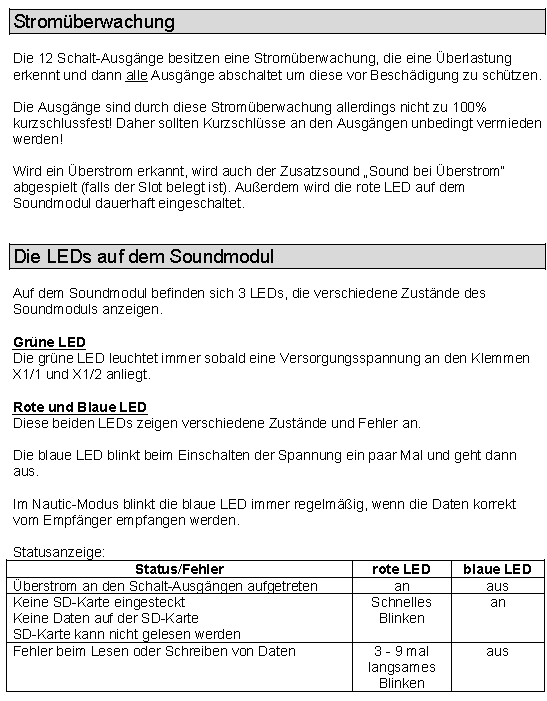 Stromüberwachung
Die 12 Schalt-Ausgänge besitzen eine Stromüberwachung, die eine Überlastung
erkennt und dann alle Ausgänge abschaltet um diese vor Beschädigung zu schützen.
Die Ausgänge sind durch diese Stromüberwachung allerdings nicht zu 100%
kurzschlussfest! Daher sollten Kurzschlüsse an den Ausgängen unbedingt vermieden
werden!
Wird ein Überstrom erkannt, wird auch der Zusatzsound „Sound bei Überstrom“
abgespielt (falls der Slot belegt ist). Außerdem wird die rote LED auf dem
Soundmodul dauerhaft eingeschaltet.
Die LEDs auf dem Soundmodul
Auf dem Soundmodul befinden sich 3 LEDs, die verschiedene Zustände des
Soundmoduls anzeigen.
Grüne LED
Die grüne LED leuchtet immer sobald eine Versorgungsspannung an den Klemmen
X1/1 und X1/2 anliegt.
Rote und Blaue LED
Diese beiden LEDs zeigen verschiedene Zustände und Fehler an.
Die blaue LED blinkt beim Einschalten der Spannung ein paar Mal und geht dann
aus.
Im Nautic-Modus blinkt die blaue LED immer regelmäßig, wenn die Daten korrekt
vom Empfänger empfangen werden.
Statusanzeige:
Status/Fehler rote LED blaue LED
Überstrom an den Schalt-Ausgängen aufgetreten an aus
Keine SD-Karte eingesteckt Schnelles an
Keine Daten auf der SD-Karte Blinken
SD-Karte kann nicht gelesen werden
Fehler beim Lesen oder Schreiben von Daten 3 - 9 mal aus
langsames
Blinken